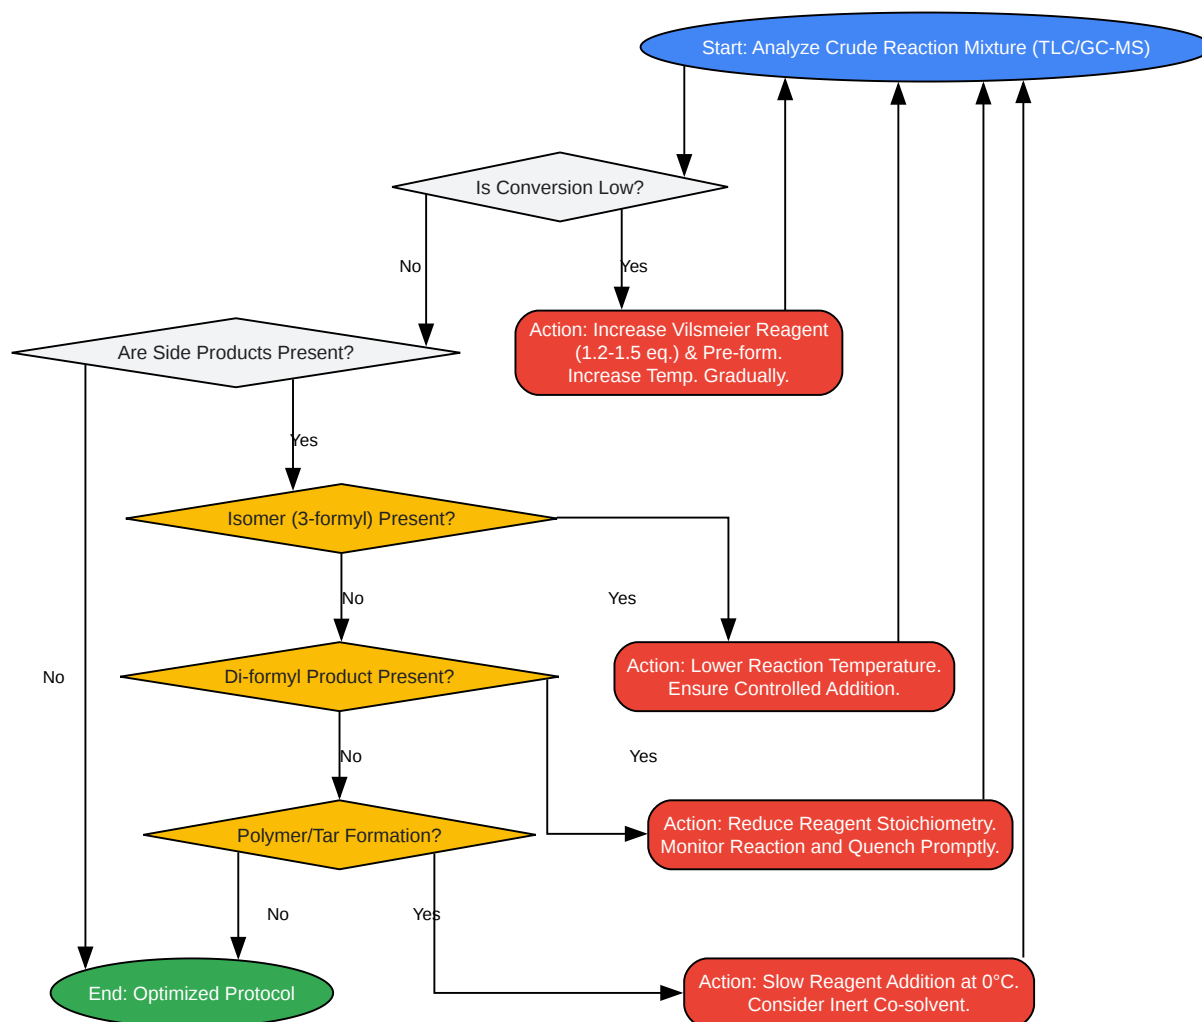 Start: Analyze Crude Reaction Mixture (TLC/GC-MS)
Is Conversion Low?
No
Yes
Action: Increase Vilsmeier Reagent
(1.2-1.5 eq.) & Pre-form.
Increase Temp. Gradually.
Are Side Products Present?
Yes
Isomer (3-formyl) Present?
No
Yes
Action: Lower Reaction Temperature.
Ensure Controlled Addition.
No
Di-formyl Product Present?
No
Yes
Action: Reduce Reagent Stoichiometry.
Monitor Reaction and Quench Promptly.
Polymer/Tar Formation?
No
Yes
Action: Slow Reagent Addition at 0°C.
Consider Inert Co-solvent.
End: Optimized Protocol